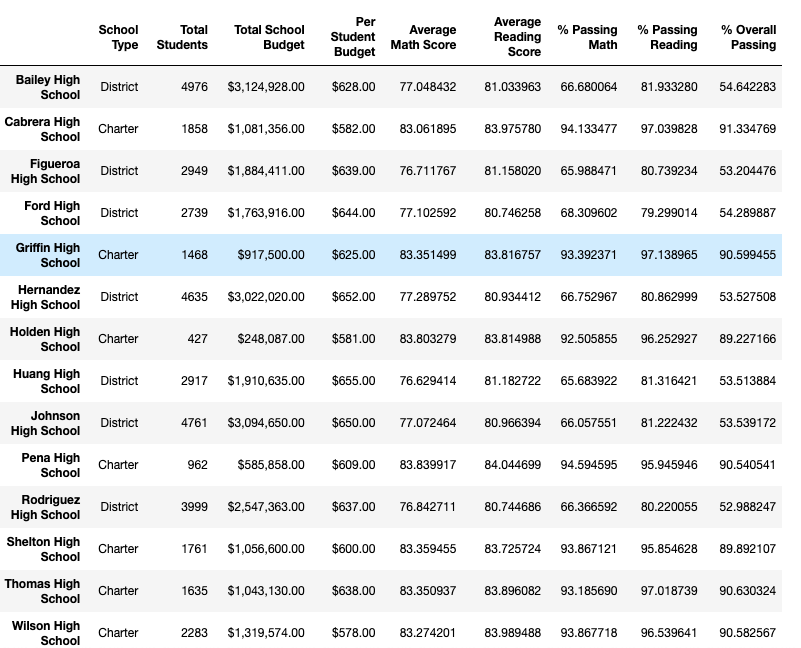 School Type Total Students Total School Budget Per Student Budget Average Math Score Average Reading Score % Passing Math % Passing Reading % Overall Passing
Bailey High School District 4976 $3,124,928.00 $628.00 77.048432 81.033963 66.680064 81.933280 54.642283
Cabrera High School Charter 1858 $1,081,356.00 $582.00 83.061895 83.975780 94.133477 97.039828 91.334769
Figueroa High School District 2949 $1,884,411.00 $639.00 76.711767 81.158020 65.988471 80.739234 53.204476
Ford High School District 2739 $1,763,916.00 $644.00 77.102592 80.746258 68.309602 79.299014 54.289887
Griffin High School Charter 1468 $917,500.00 $625.00 83.351499 83.816757 93.392371 97.138965 90.599455
Hernandez High School District 4635 $3,022,020.00 $652.00 77.289752 80.934412 66.752967 80.862999 53.527508
Holden High School Charter 427 $248,087.00 $581.00 83.803279 83.814988 92.505855 96.252927 89.227166
Huang High School District 2917 $1,910,635.00 $655.00 76.629414 81.182722 65.683922 81.316421 53.513884
Johnson High School District 4761 $3,094,650.00 $650.00 77.072464 80.966394 66.057551 81.222432 53.539172
Pena High School Charter 962 $585,858.00 $609.00 83.839917 84.044699 94.594595 95.945946 90.540541
Rodriguez High School District 3999 $2,547,363.00 $637.00 76.842711 80.744686 66.366592 80.220055 52.988247
Shelton High School Charter 1761 $1,056,600.00 $600.00 83.359455 83.725724 93.867121 95.854628 89.892107
Thomas High School Charter 1635 $1,043,130.00 $638.00 83.350937 83.896082 93.185690 97.018739 90.630324
Wilson High School Charter 2283 $1,319,574.00 $578.00 83.274201 83.989488 93.867718 96.539641 90.582567